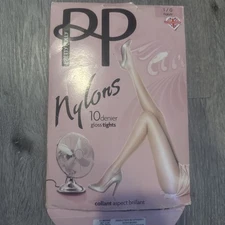 PP
Nylons
10 denier
gloss tights
collant aspect brillant